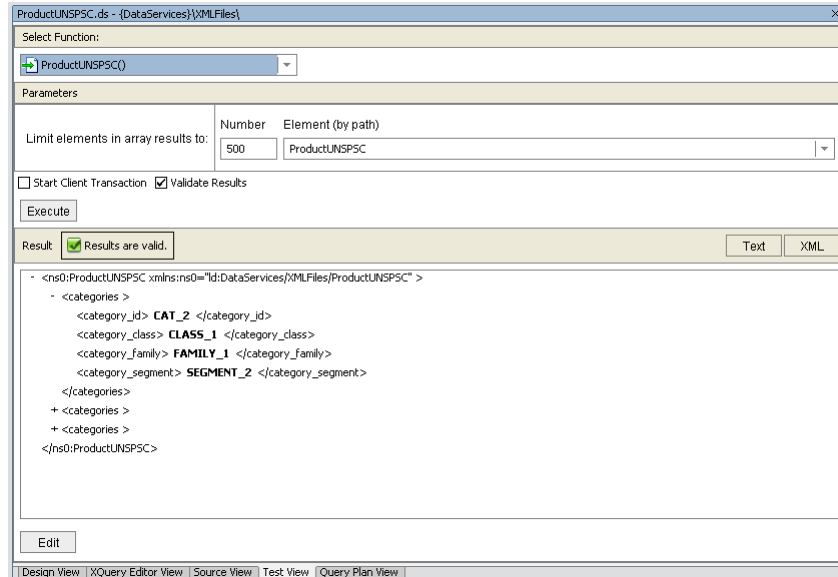 ProductUNSPSC.ds - {DataServices}\XMLFiles\
Select Function:
ProductUNSPSC()
Parameters
Limit elements in array results to:
Number Element (by path)
500 ProductUNSPSC
Start Client Transaction Validate Results
Execute
Result Results are valid. Text XML
- <ns0:ProductUNSPSC xmlns:ns0="ld:DataServices/XMLFiles/ProductUNSPSC" >
- <categories >
<category_id> CAT_2 </category_id>
<category_class> CLASS_1 </category_class>
<category_family> FAMILY_1 </category_family>
<category_segment> SEGMENT_2 </category_segment>
</categories>
+ <categories >
+ <categories >
</ns0:ProductUNSPSC>
Edit
Design View XQuery Editor View Source View Test View Query Plan View